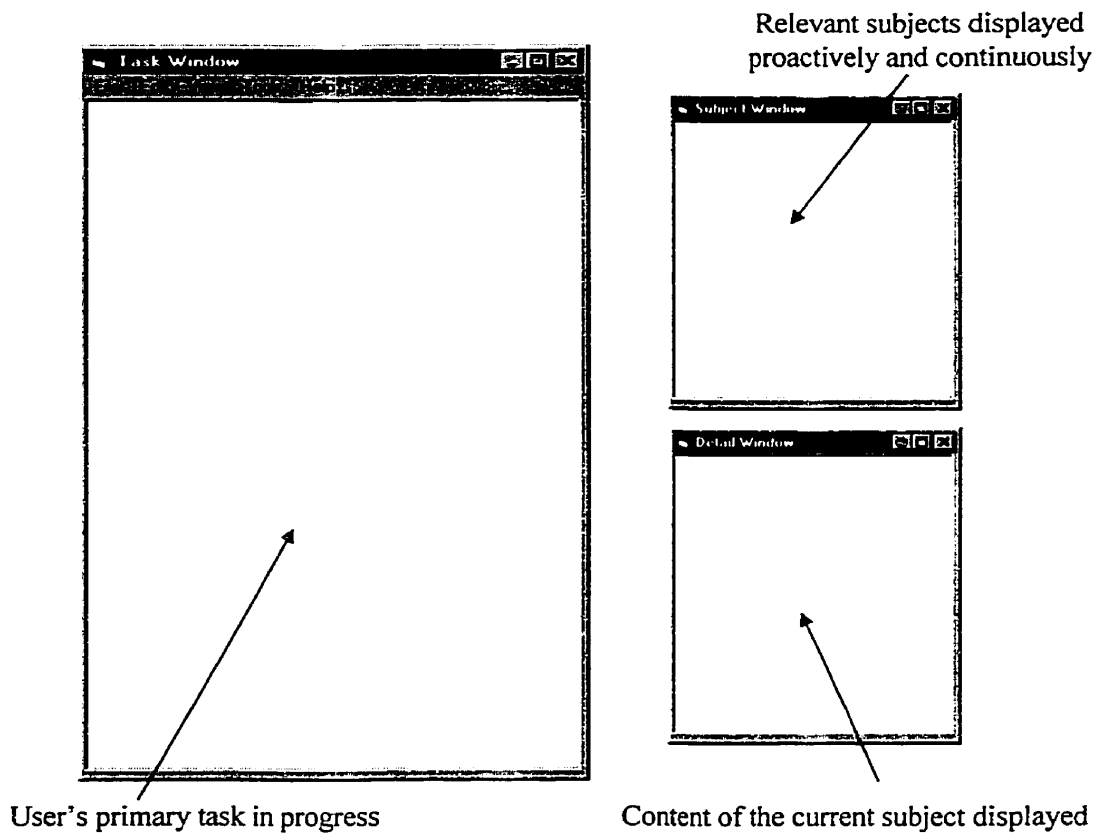 Relevant subjects displayed
proactively and continuously
Task Window
Subject Window
Detail Window
User's primary task in progress
Content of the current subject displayed